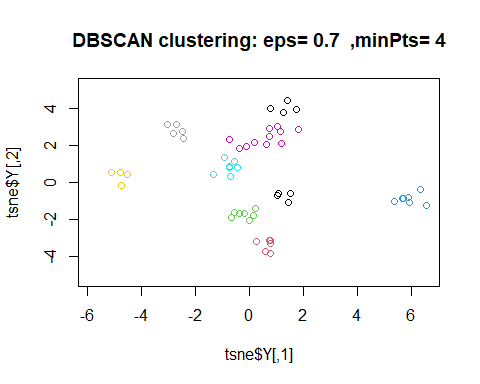 DBSCAN clustering: eps= 0.7  ,minPts= 4
tsne$Y[,2]
4
2
0
-2
-4
-6 -4 -2 0 2 4 6
tsne$Y[,1]